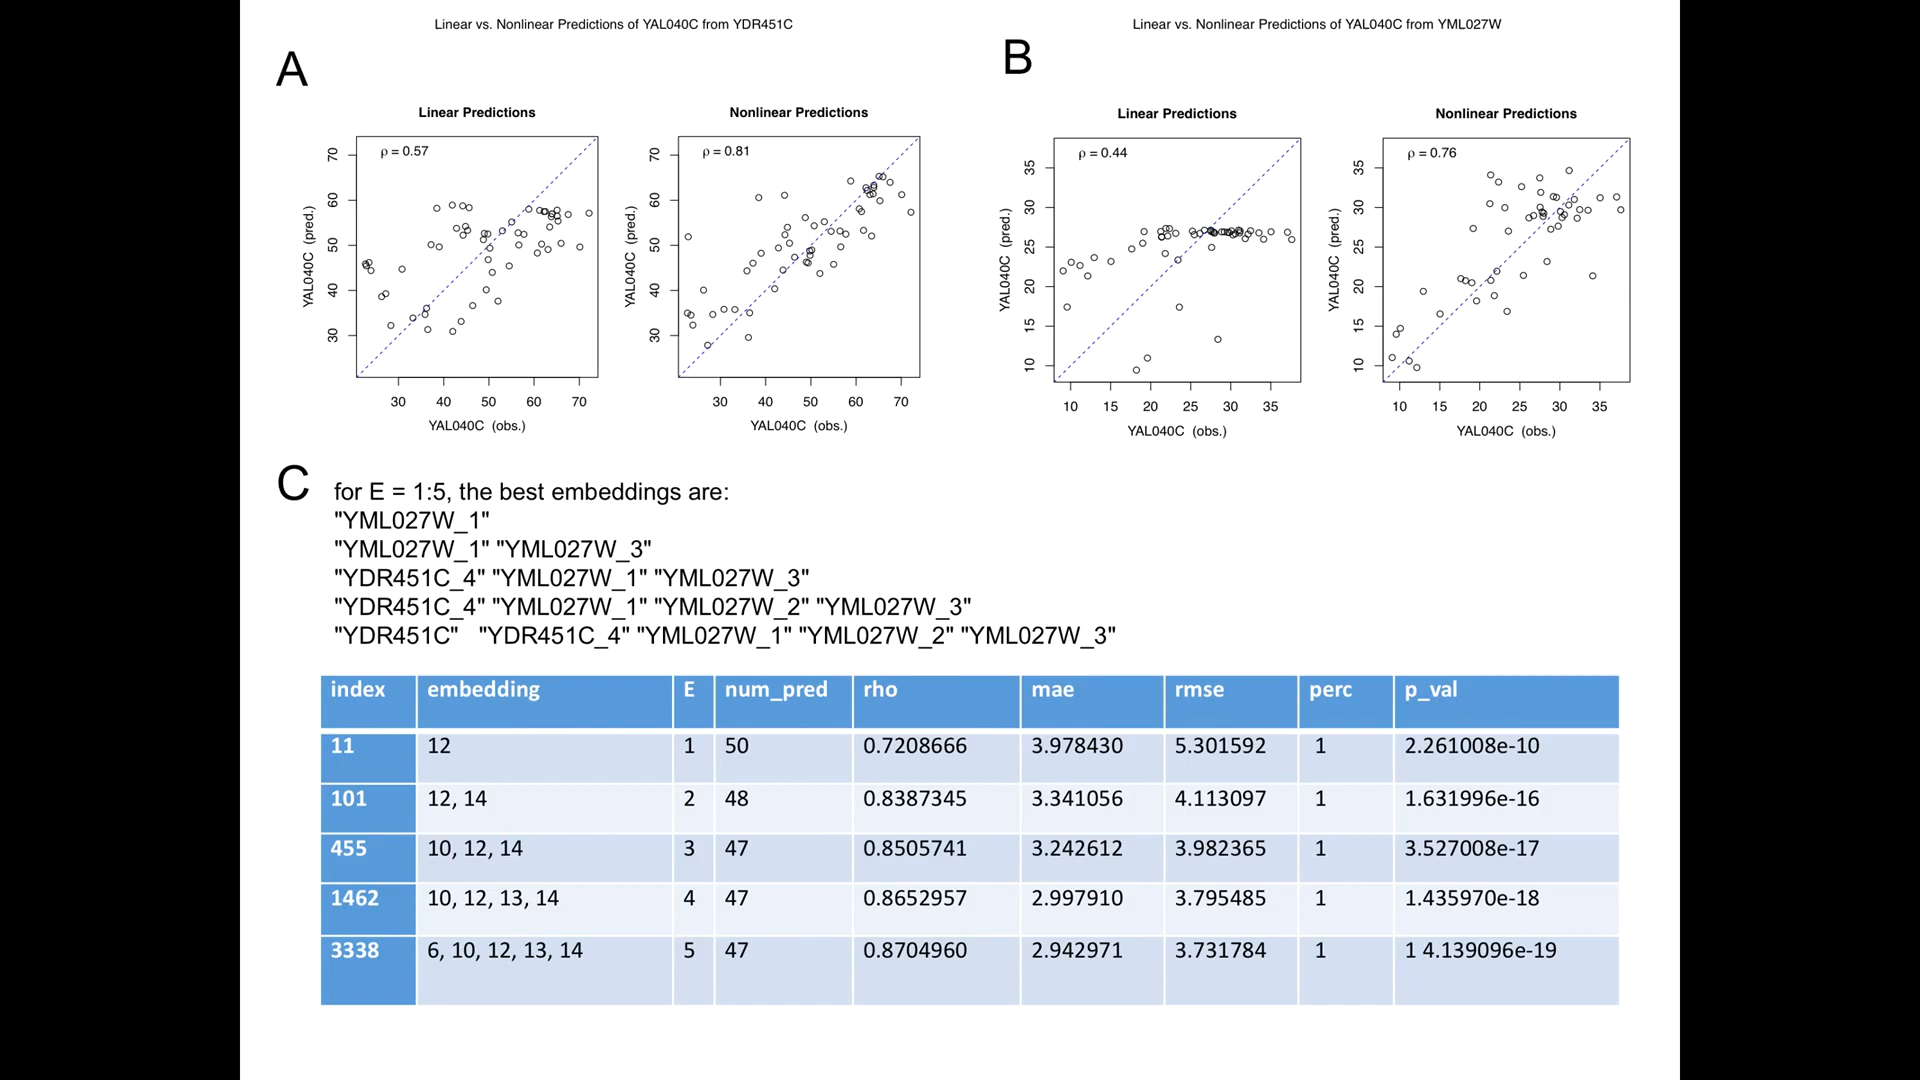 Linear vs. Nonlinear Predictions of YAL040C from YDR451C
Linear vs. Nonlinear Predictions of YAL040C from YML027W
A
B
Linear Predictions
Nonlinear Predictions
Linear Predictions
Nonlinear Predictions
ρ = 0.57
ρ = 0.81
ρ = 0.44
ρ = 0.76
YAL040C (pred.)
70
60
50
40
30
30 40 50 60 70
YAL040C (obs.)
YAL040C (pred.)
70
60
50
40
30
30 40 50 60 70
YAL040C (obs.)
YAL040C (pred.)
35
30
25
20
15
10
10 15 20 25 30 35
YAL040C (obs.)
YAL040C (pred.)
35
30
25
20
15
10
10 15 20 25 30 35
YAL040C (obs.)
C
for E = 1:5, the best embeddings are:
"YML027W_1"
"YML027W_1" "YML027W_3"
"YDR451C_4" "YML027W_1" "YML027W_3"
"YDR451C_4" "YML027W_1" "YML027W_2" "YML027W_3"
"YDR451C" "YDR451C_4" "YML027W_1" "YML027W_2" "YML027W_3"
index embedding E num_pred rho mae rmse perc p_val
11 12 1 50 0.7208666 3.978430 5.301592 1 2.261008e-10
101 12, 14 2 48 0.8387345 3.341056 4.113097 1 1.631996e-16
455 10, 12, 14 3 47 0.8505741 3.242612 3.982365 1 3.527008e-17
1462 10, 12, 13, 14 4 47 0.8652957 2.997910 3.795485 1 1.435970e-18
3338 6, 10, 12, 13, 14 5 47 0.8704960 2.942971 3.731784 1 1 4.139096e-19